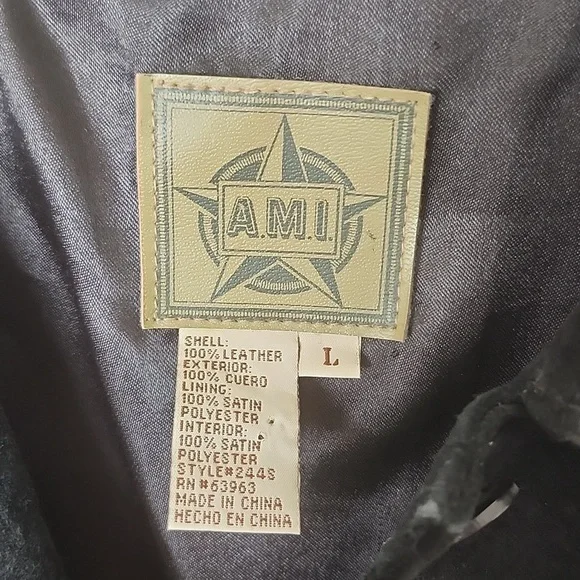 A.M.I.
L
SHELL:
100% LEATHER
EXTERIOR:
100% CUERO
LINING:
100% SATIN
POLYESTER
INTERIOR:
100% SATIN
POLYESTER
STYLE#244S
RN #63963
MADE IN CHINA
HECHO EN CHINA